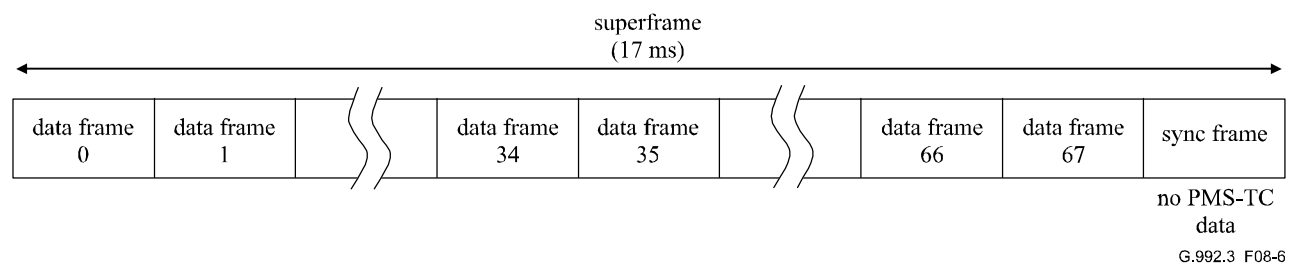 superframe
(17 ms)
data frame
0
data frame
1
data frame
34
data frame
35
data frame
66
data frame
67
sync frame
no PMS-TC
data
G.992.3 F08-6